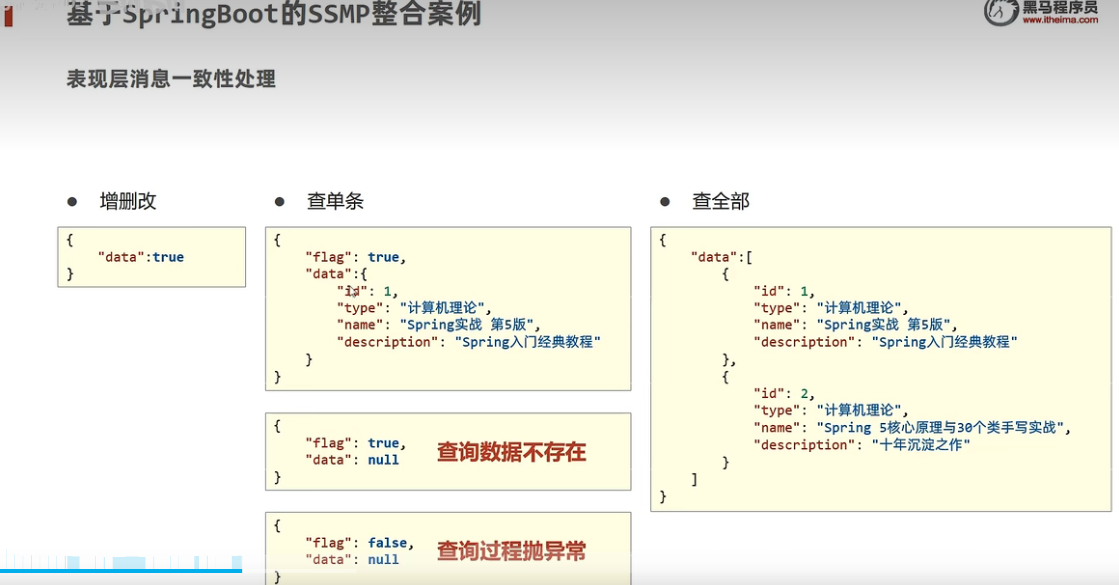 基于SpringBoot的SSMP整合案例
黑马程序员
www.itheima.com
表现层消息一致性处理
● 增删改
{
"data":true
}
● 查单条
{
"flag": true,
"data":{
"id": 1,
"type": "计算机理论",
"name": "Spring实战 第5版",
"description": "Spring入门经典教程"
}
}
{
"flag": true,
"data": null
}
查询数据不存在
{
"flag": false,
"data": null
}
查询过程抛异常
● 查全部
{
"data":[
{
"id": 1,
"type": "计算机理论",
"name": "Spring实战 第5版",
"description": "Spring入门经典教程"
},
{
"id": 2,
"type": "计算机理论",
"name": "Spring 5核心原理与30个类手写实战",
"description": "十年沉淀之作"
}
]
}